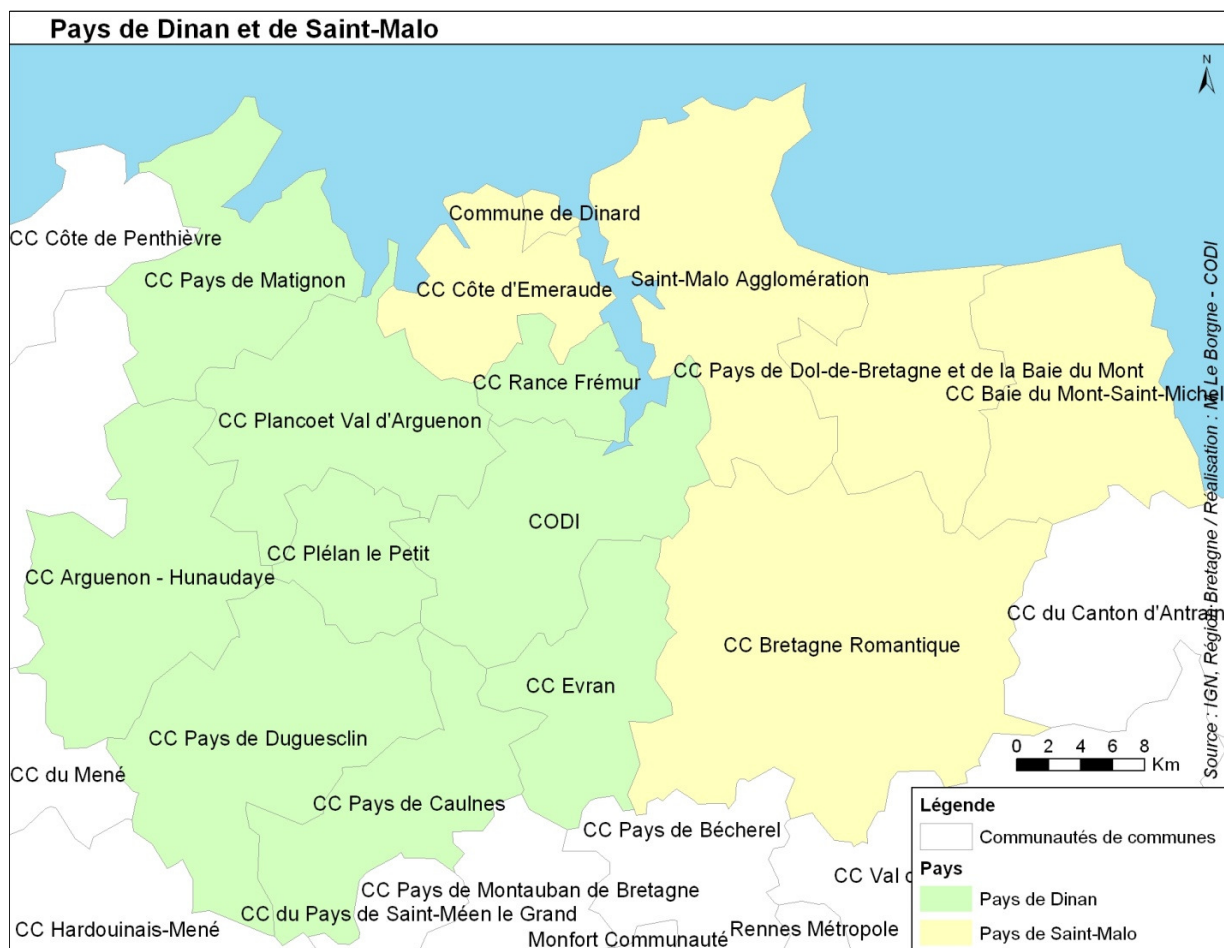 Pays de Dinan et de Saint-Malo
N
Commune de Dinard
CC Côte de Penthièvre
CC Pays de Matignon
CC Côte d'Emeraude
Saint-Malo Agglomération
CC Rance Frémur
CC Pays de Dol-de-Bretagne et de la Baie du Mont
CC Baie du Mont-Saint-Michel
CC Plancoet Val d'Arguenon
CODI
CC Plélan le Petit
CC Arguenon - Hunaudaye
CC du Canton d'Antrain
CC Bretagne Romantique
CC Evran
CC Pays de Duguesclin
CC du Mené
CC Pays de Caulnes
CC Pays de Bécherel
CC Val
CC Pays de Montauban de Bretagne
CC du Pays de Saint-Méen le Grand
CC Hardouinais-Mené
Monfort Communauté
Rennes Métropole
0 2 4 6 8
Km
Légende
Communautés de communes
Pays
Pays de Dinan
Pays de Saint-Malo
Source : IGN, Région Bretagne / Réalisation : M. Le Borgne - CODI